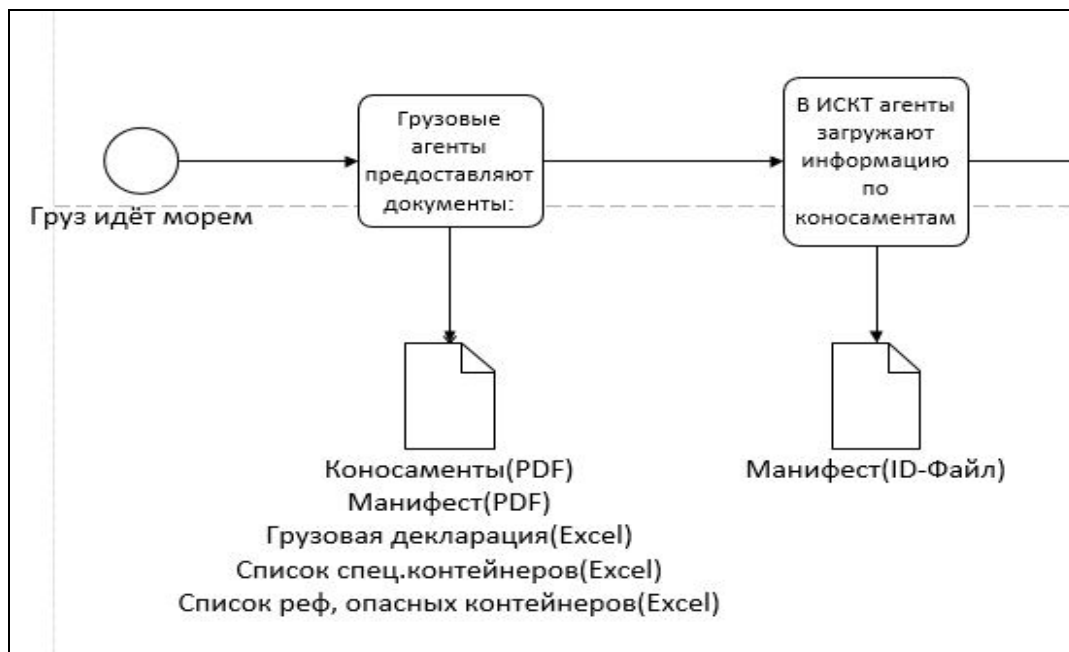 Груз идёт морем
Грузовые
агенты
предоставляют
документы:
В ИСКТ агенты
загружают
информацию
по
коносаментам
Коносаменты(PDF)
Манифест(PDF)
Грузовая декларация(Excel)
Список спец.контейнеров(Excel)
Список реф, опасных контейнеров(Excel)
Манифест(ID-Файл)